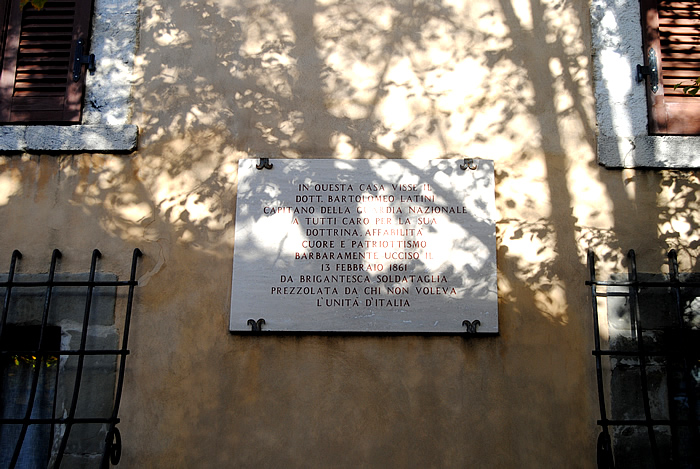 IN QUESTA CASA VISSE IL
DOTT. BARTOLOMEO LATINI
CAPITANO DELLA GUARDIA NAZIONALE
A TUTTI CARO PER LA SUA
DOTTRINA, AFFABILITÀ
CUORE E PATRIOTTISMO
BARBARAMENTE UCCISO IL
13 FEBBRAIO 1861
DA BRIGANTESCA SOLDATAGLIA
PREZZOLATA DA CHI NON VOLEVA
L'UNITÀ D'ITALIA